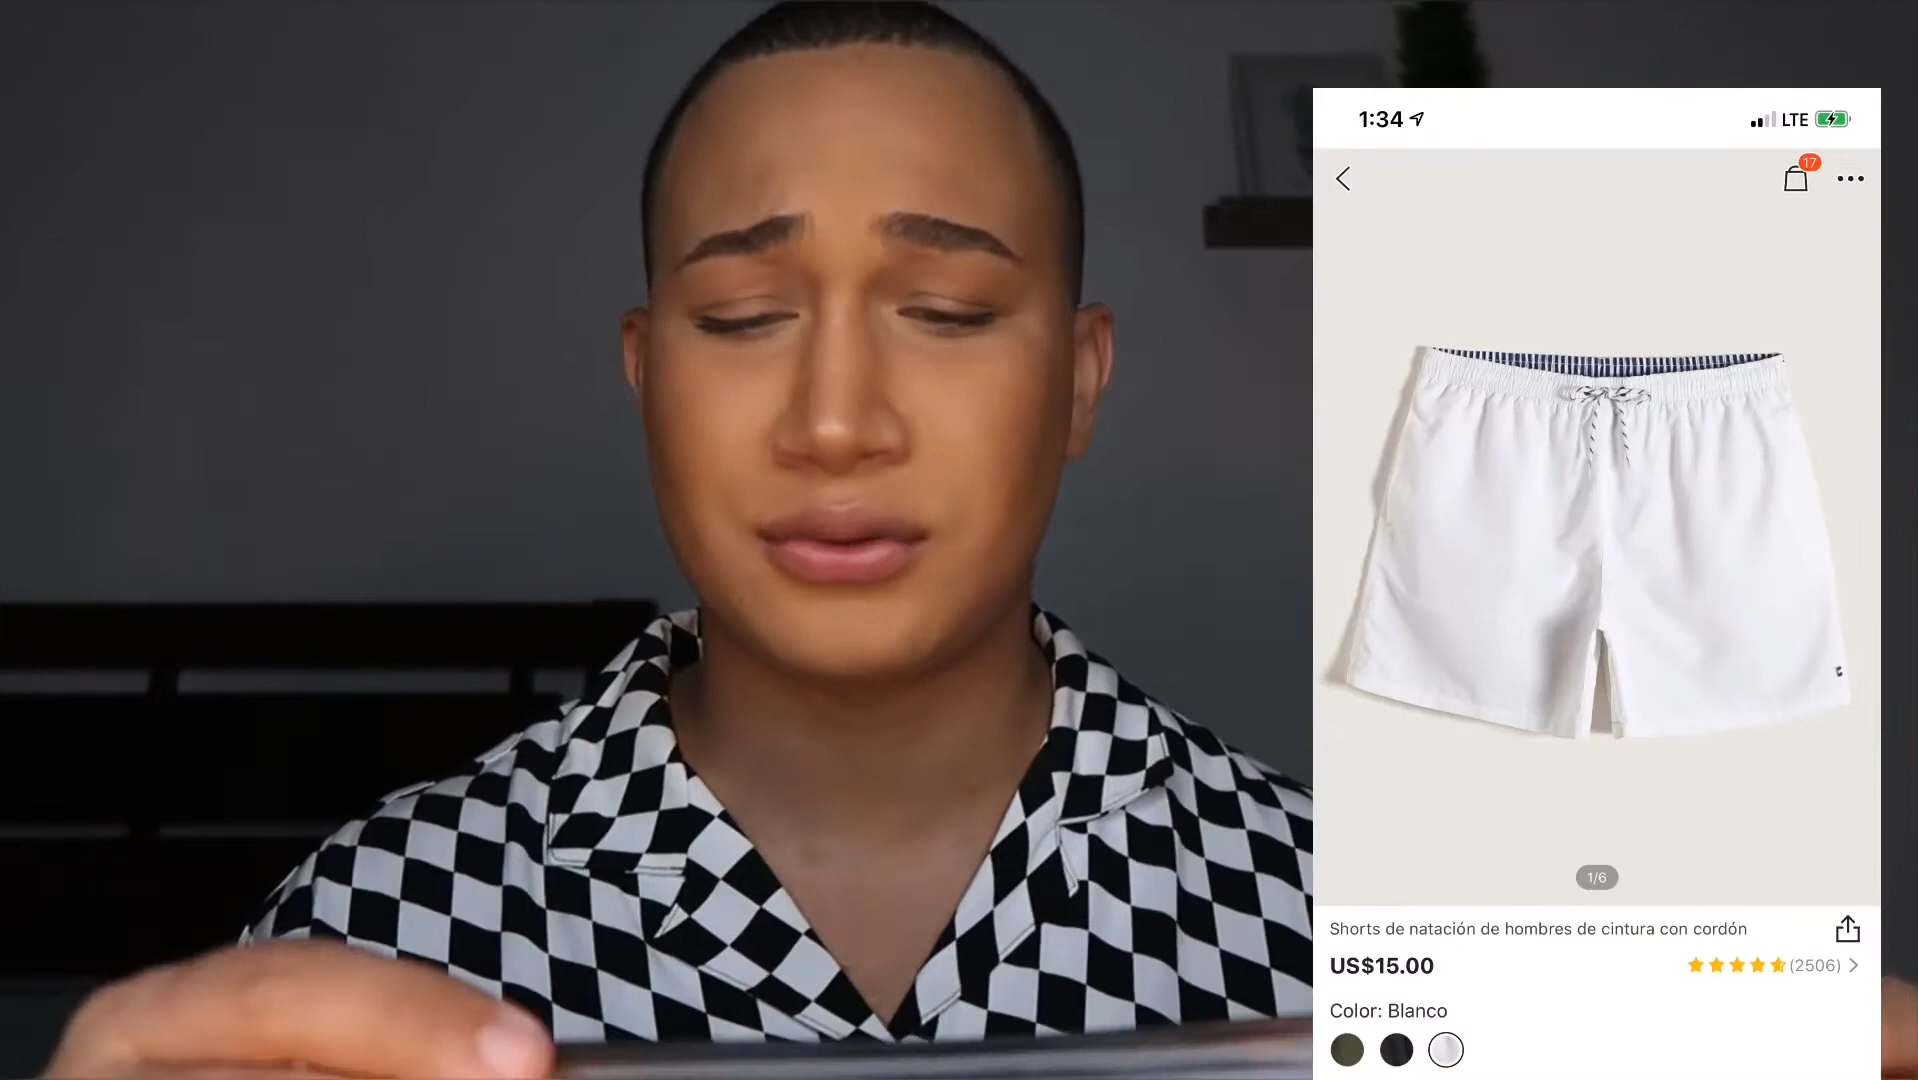 1:34
LTE
17
1/6
Shorts de natación de hombres de cintura con cordón
US$15.00
(2506)
Color: Blanco